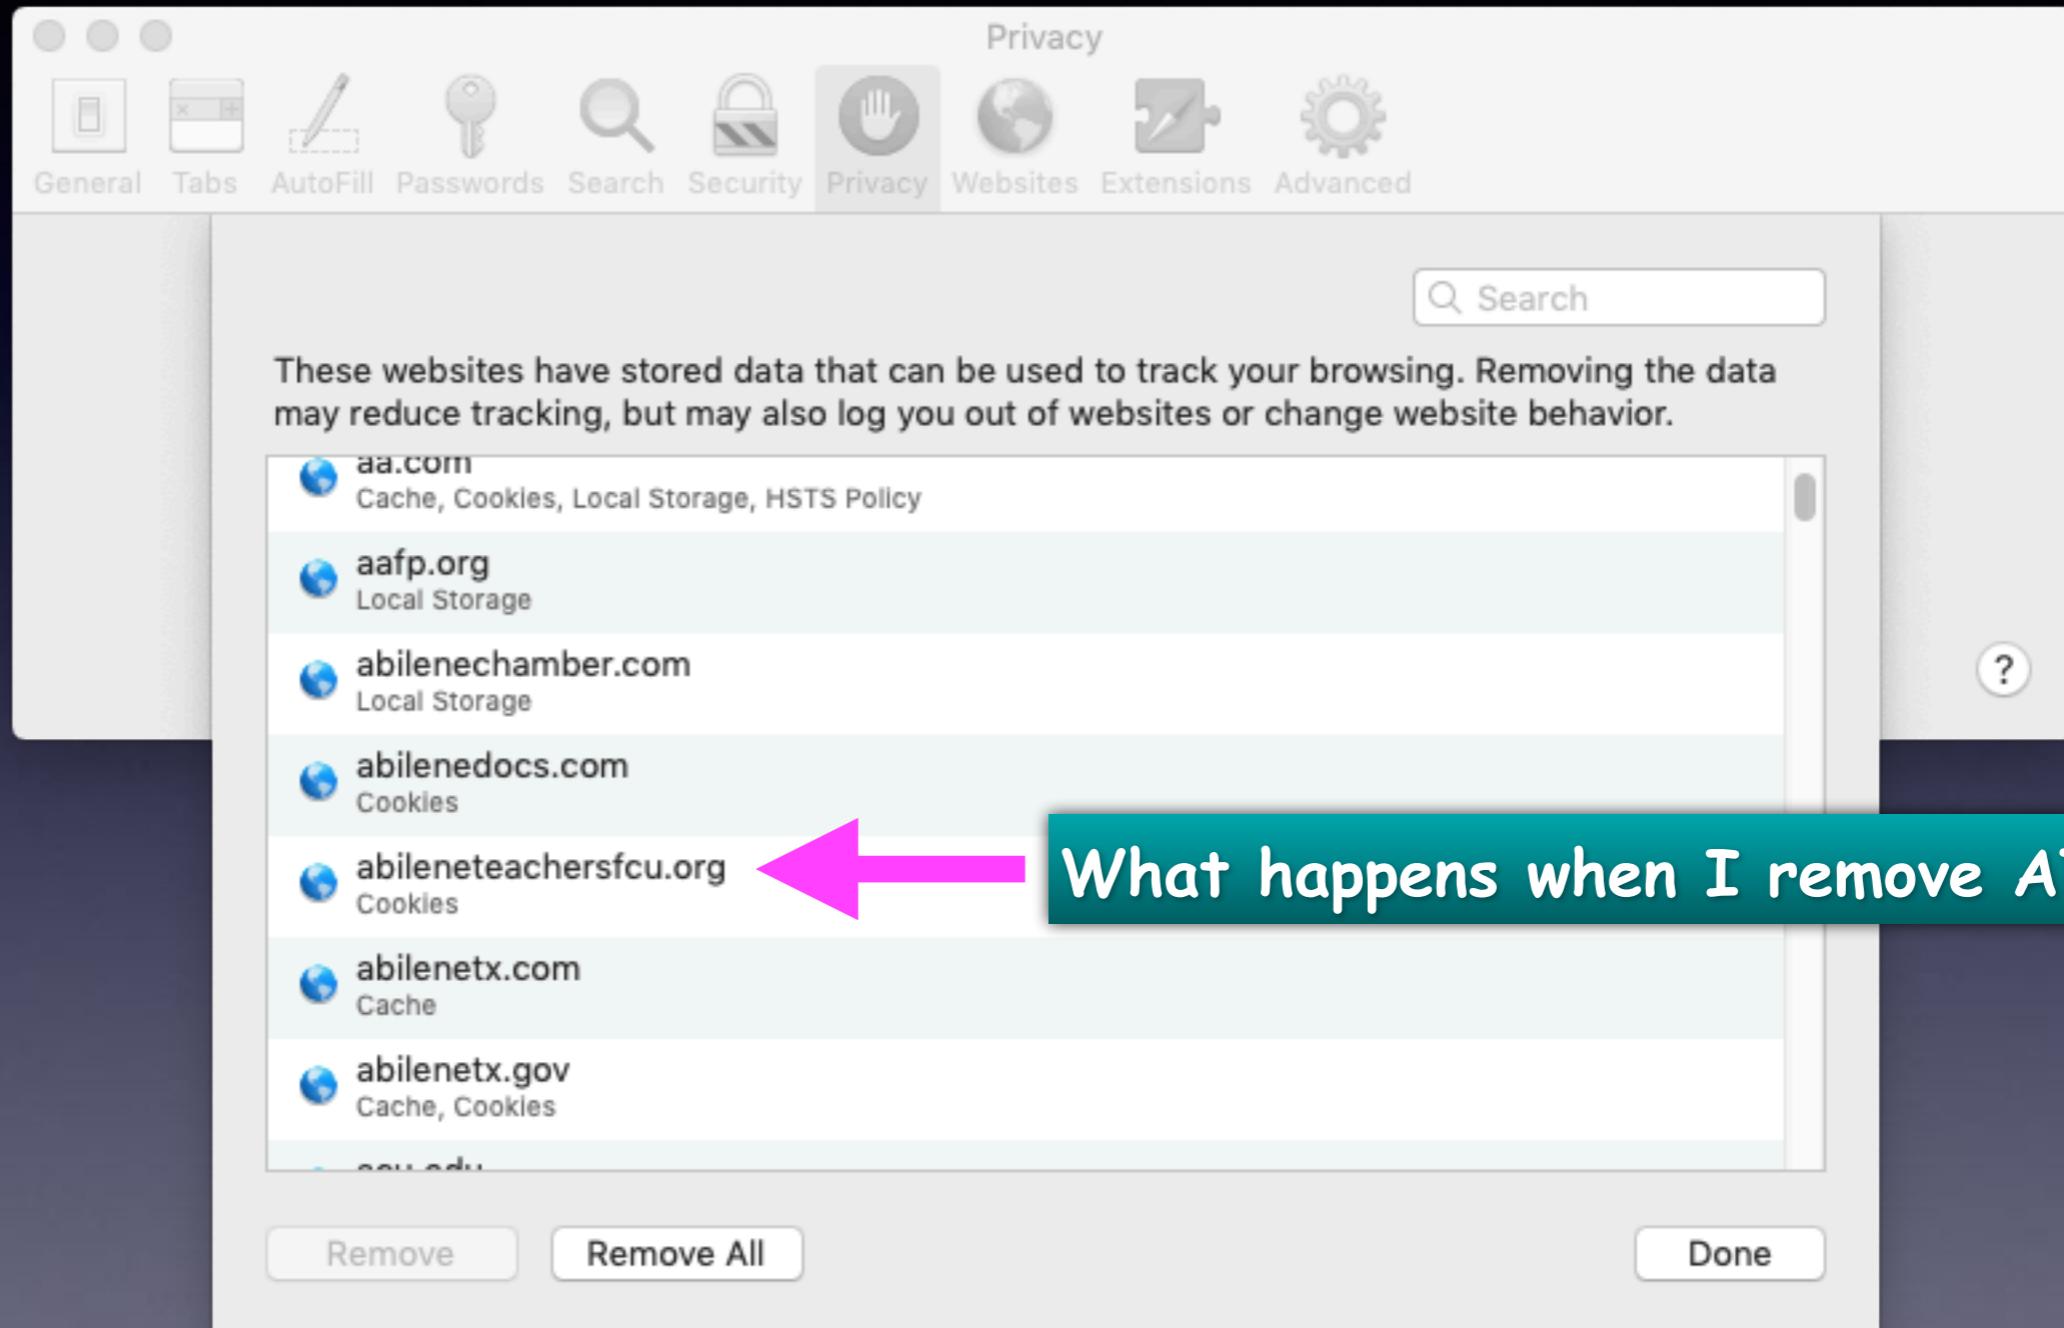 Privacy
General Tabs AutoFill Passwords Search Security Privacy Websites Extensions Advanced
Search
These websites have stored data that can be used to track your browsing. Removing the data
may reduce tracking, but may also log you out of websites or change website behavior.
aa.com
Cache, Cookies, Local Storage, HSTS Policy
aafp.org
Local Storage
abilenechamber.com
Local Storage
?
abilenedocs.com
Cookies
abileneteachersfcu.org
Cookies
What happens when I remove
abilenetx.com
Cache
abilenetx.gov
Cache, Cookies
Remove Remove All Done